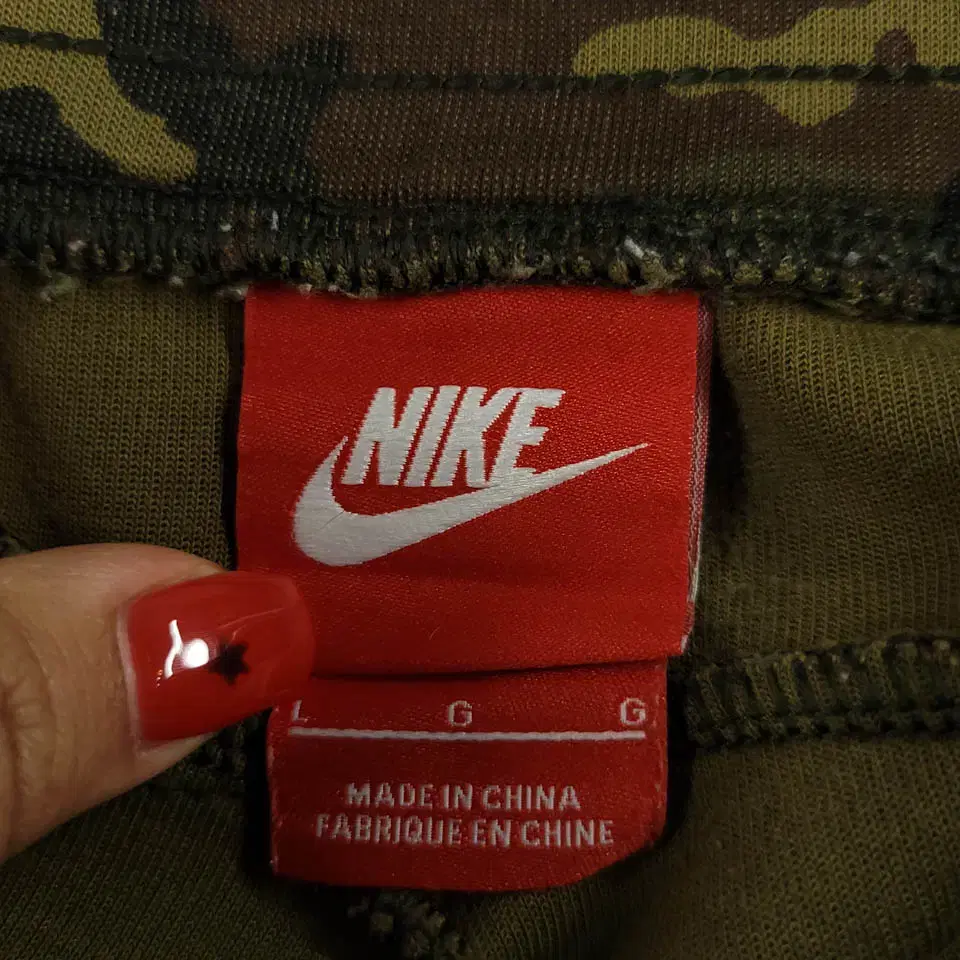 NIKE
L G G
MADE IN CHINA
FABRIQUE EN CHINE